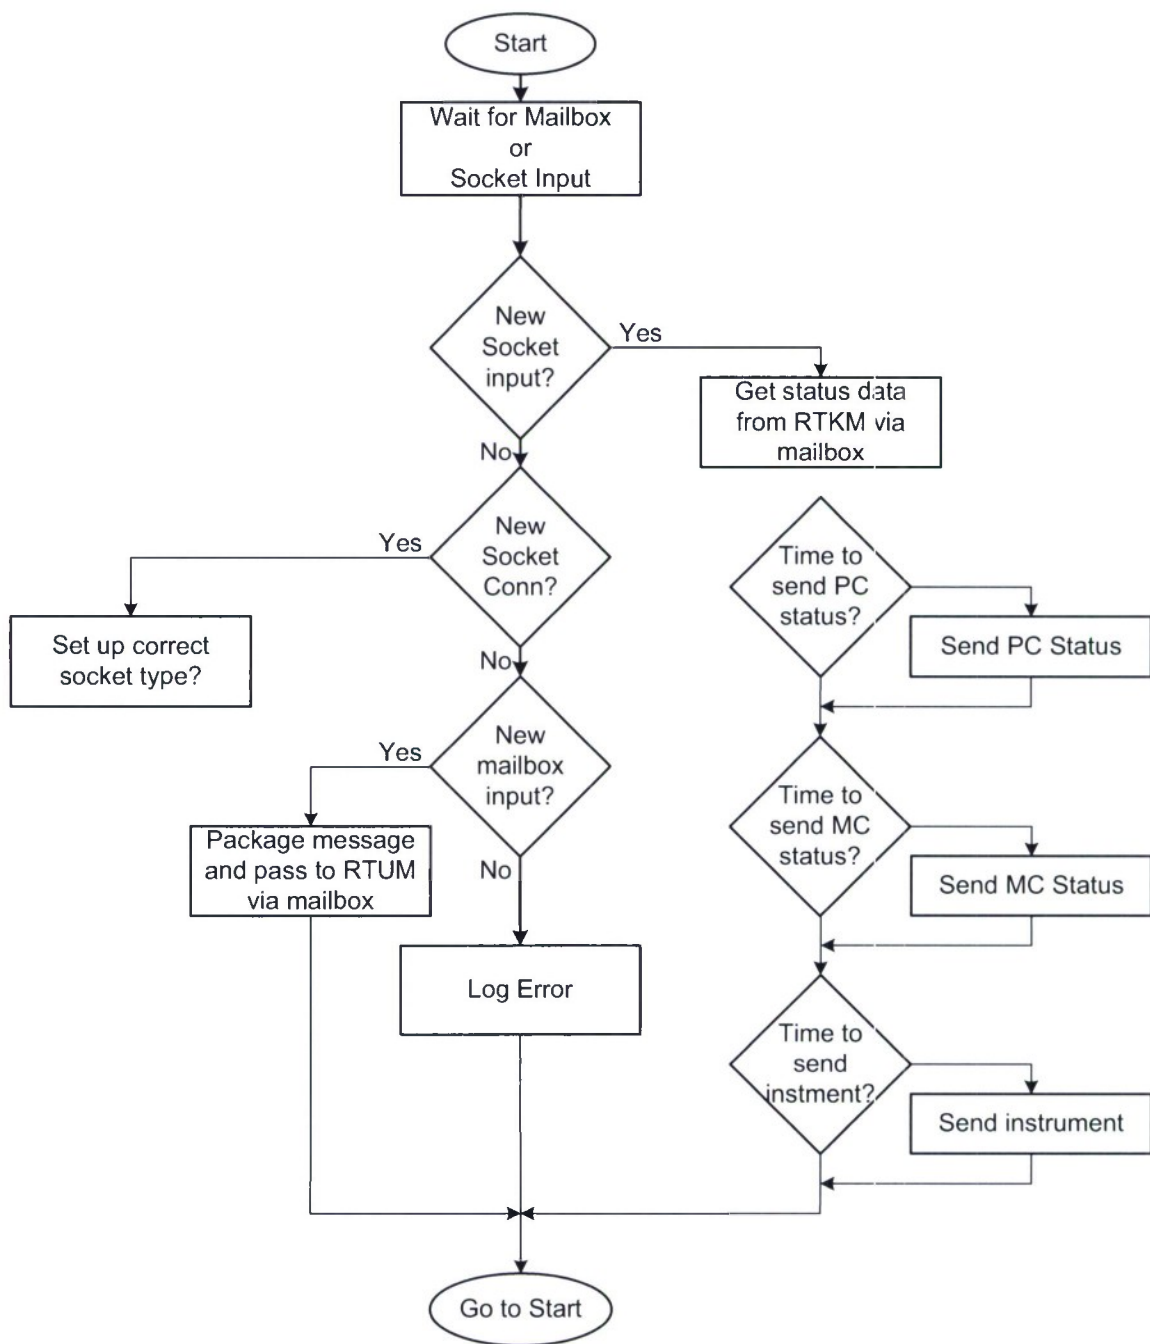 Start
Wait for Mailbox
or
Socket Input
New
Socket
input?
Yes
Get status data
from RTKM via
mailbox
No
New
Socket
Conn?
Yes
Set up correct
socket type?
No
New
mailbox
input?
Yes
Package message
and pass to RTUM
via mailbox
No
Log Error
Time to
send PC
status?
Send PC Status
Time to
send MC
status?
Send MC Status
Time to
send
instment?
Send instrument
Go to Start